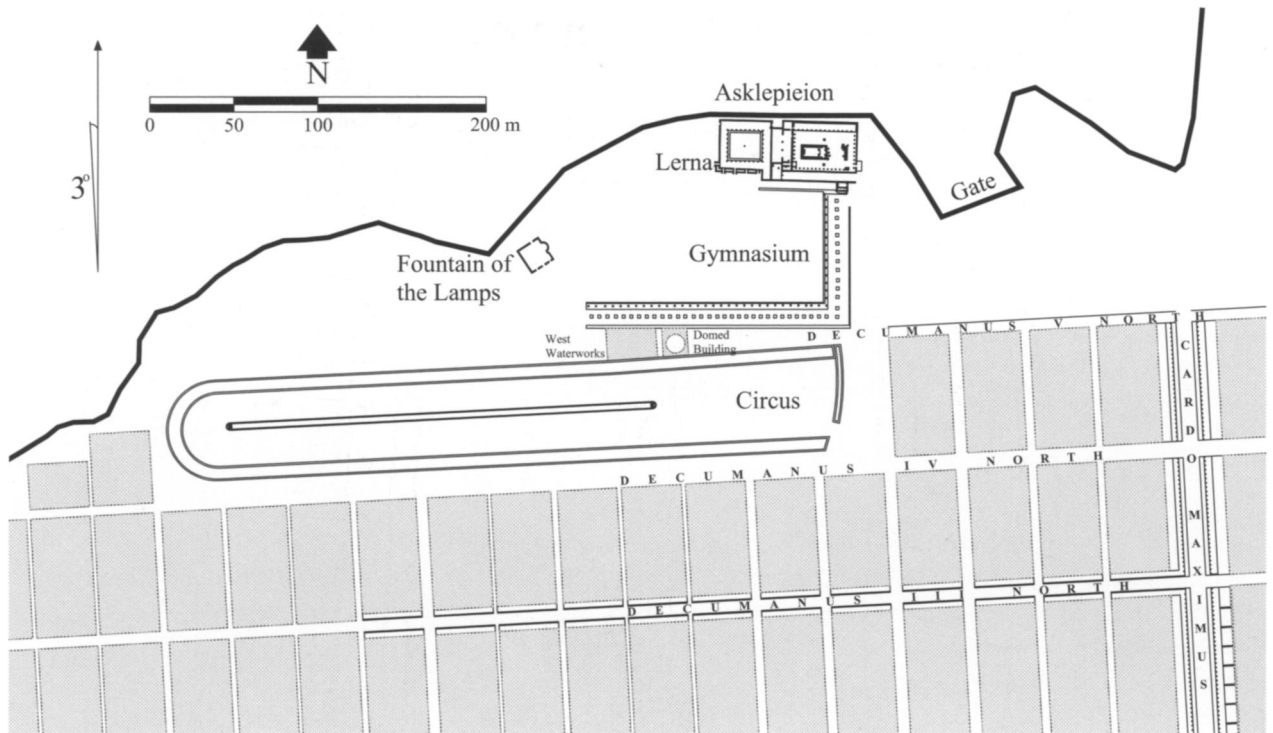 N
0 50 100 200 m
3°
Asklepieion
Lerna
Gate
Gymnasium
Fountain of
the Lamps
West
Waterworks
Domed
Building
DECUMANUS V NORTH
CARDO MAXIMUS
Circus
DECUMANUS IV NORTH
DECUMANUS III NORTH